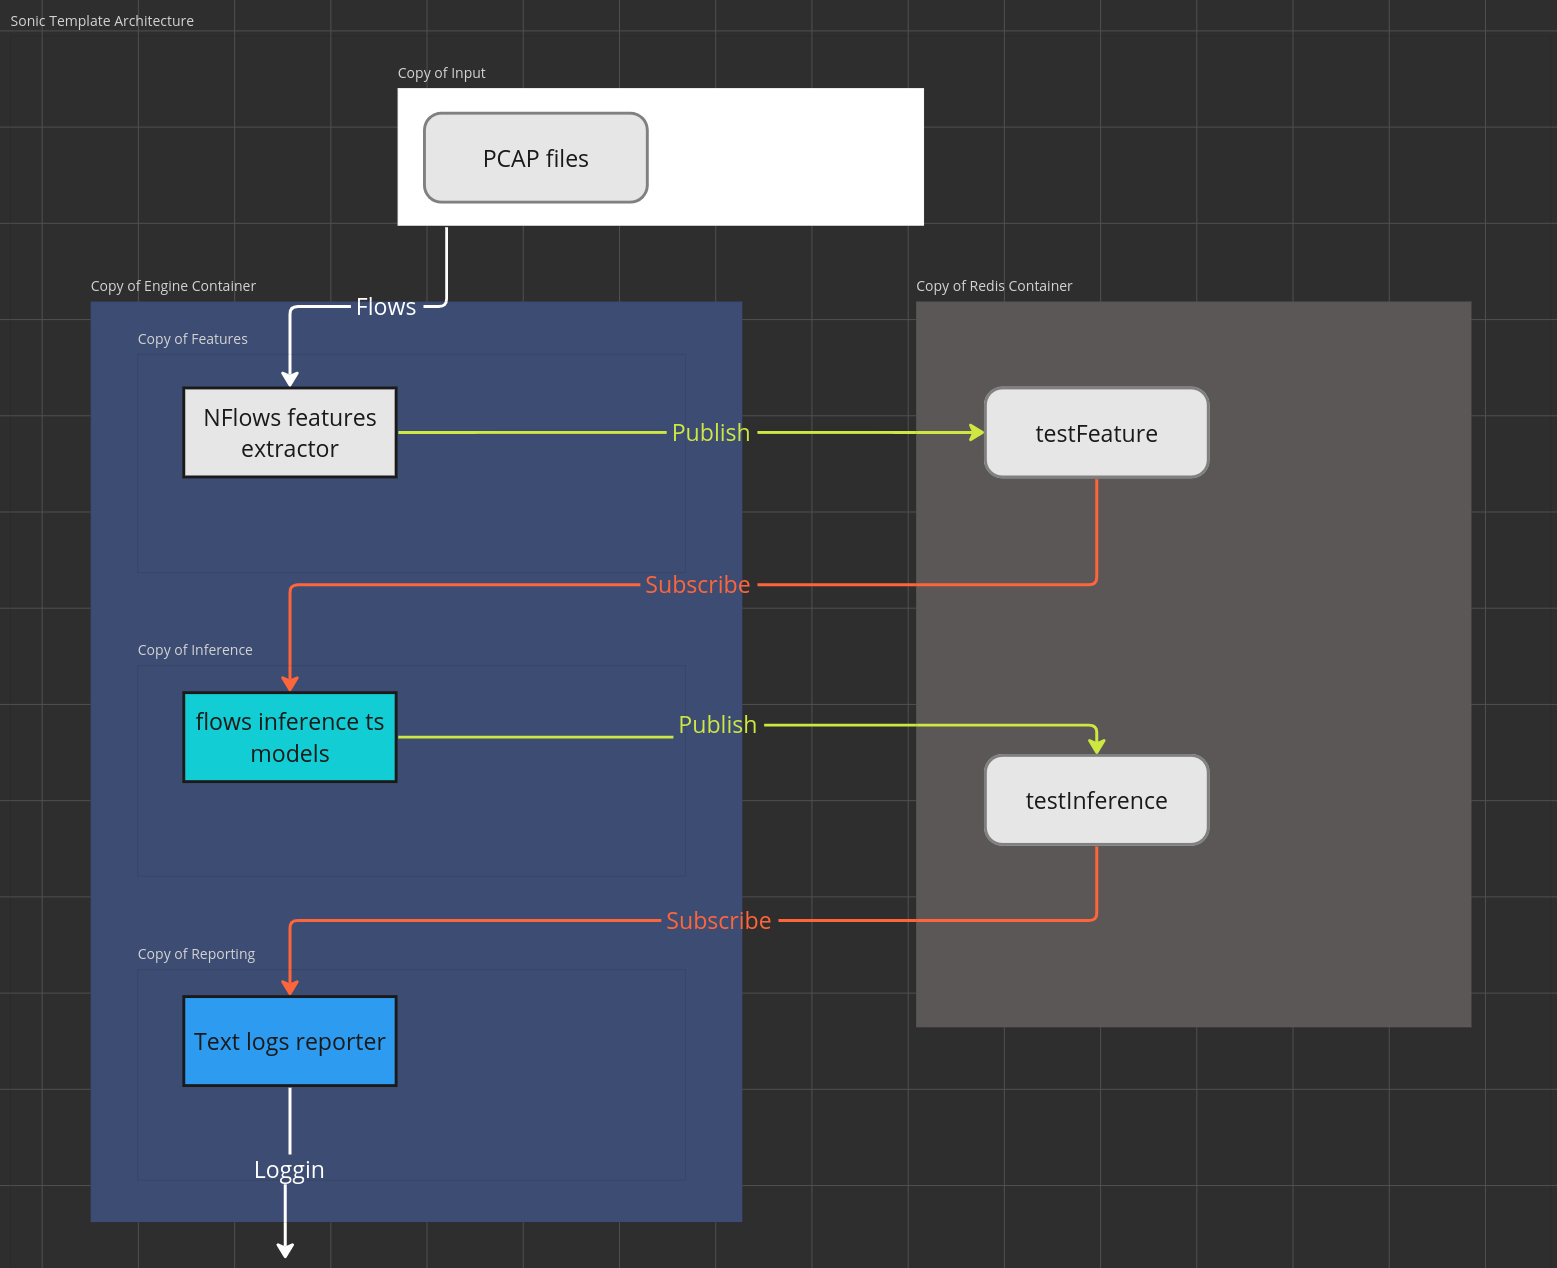 Sonic Template Architecture
Copy of Input
PCAP files
Copy of Engine Container
Copy of Redis Container
Flows
Copy of Features
NFlows features
extractor
Publish
testFeature
Subscribe
Copy of Inference
flows inference ts
models
Publish
testInference
Subscribe
Copy of Reporting
Text logs reporter
Loggin